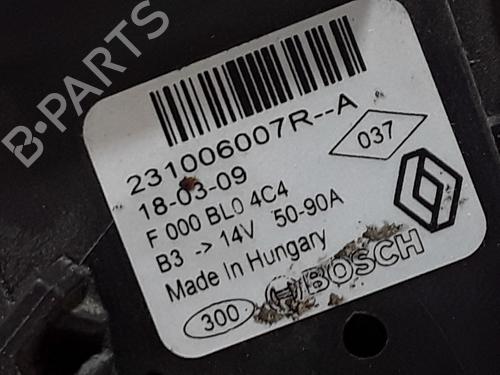 B-PARTS
231006007R--A
037
18-03-09
F 000 BL0 4C4
B3 -> 14V 50-90A
Made In Hungary
300 BOSCH